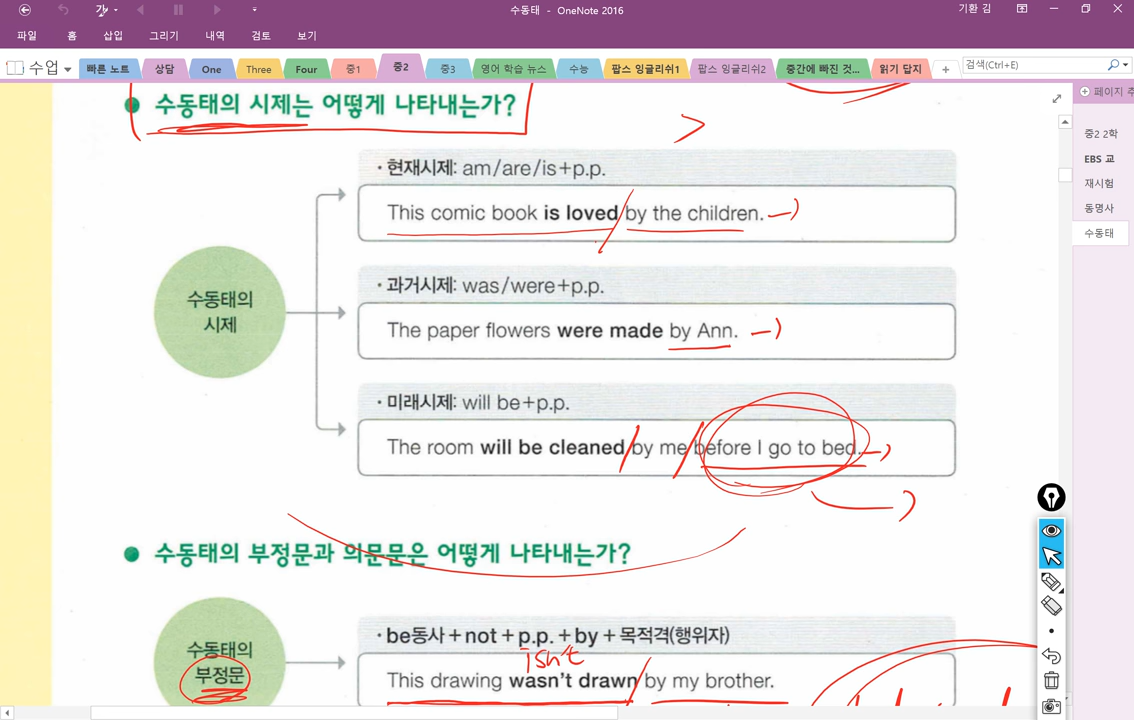 수동태 - OneNote 2016
기환 김
파일 홈 삽입 그리기 내역 검토 보기
수업 빠른 노트 상담 One Three Four 중1 중2 중3 영어 학습 뉴스 수능 팝스 잉글리쉬1 팝스 잉글리쉬2 중간에 빠진 것... 읽기 답지 + 검색(Ctrl+E)
페이지 추
중2 2학
EBS 교
재시험
동명사
수동태
수동태의 시제는 어떻게 나타내는가?
수동태의
시제
· 현재시제: am/are/is+p.p.
This comic book is loved by the children.
· 과거시제: was/were+p.p.
The paper flowers were made by Ann.
· 미래시제: will be+p.p.
The room will be cleaned by me before I go to bed.
수동태의 부정문과 의문문은 어떻게 나타내는가?
수동태의
부정문
· be동사+not+p.p.+by+목적격(행위자)
isn't
This drawing wasn't drawn by my brother.